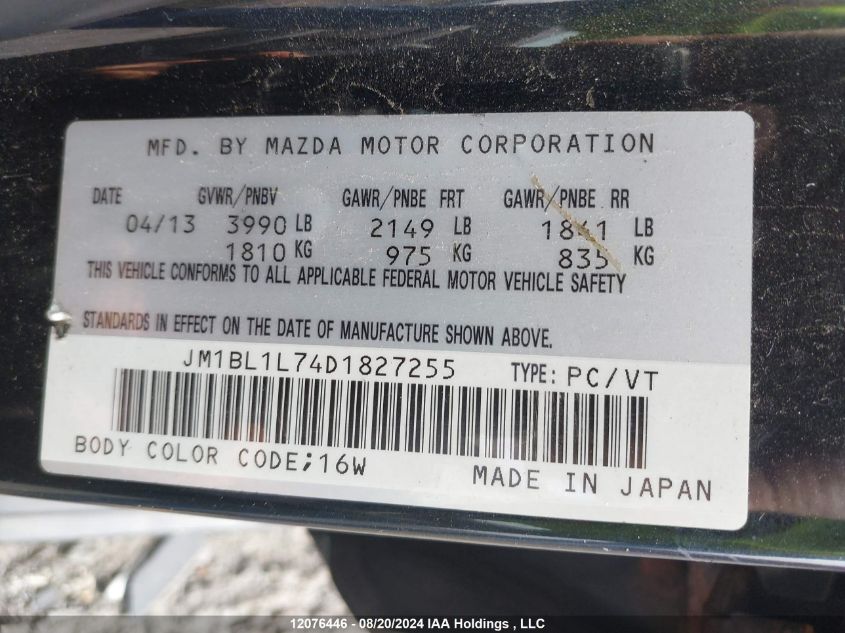 MFD. BY MAZDA MOTOR CORPORATION
DATE GVWR/PNBV GAWR/PNBE FRT GAWR/PNBE RR
04/13 3990 LB 2149 LB 1841 LB
1810 KG 975 KG 835 KG
THIS VEHICLE CONFORMS TO ALL APPLICABLE FEDERAL MOTOR VEHICLE SAFETY
STANDARDS IN EFFECT ON THE DATE OF MANUFACTURE SHOWN ABOVE.
JM1BL1L74D1827255 TYPE: PC/VT
BODY COLOR CODE;16W
MADE IN JAPAN
12076446 - 08/20/2024 IAA Holdings, LLC